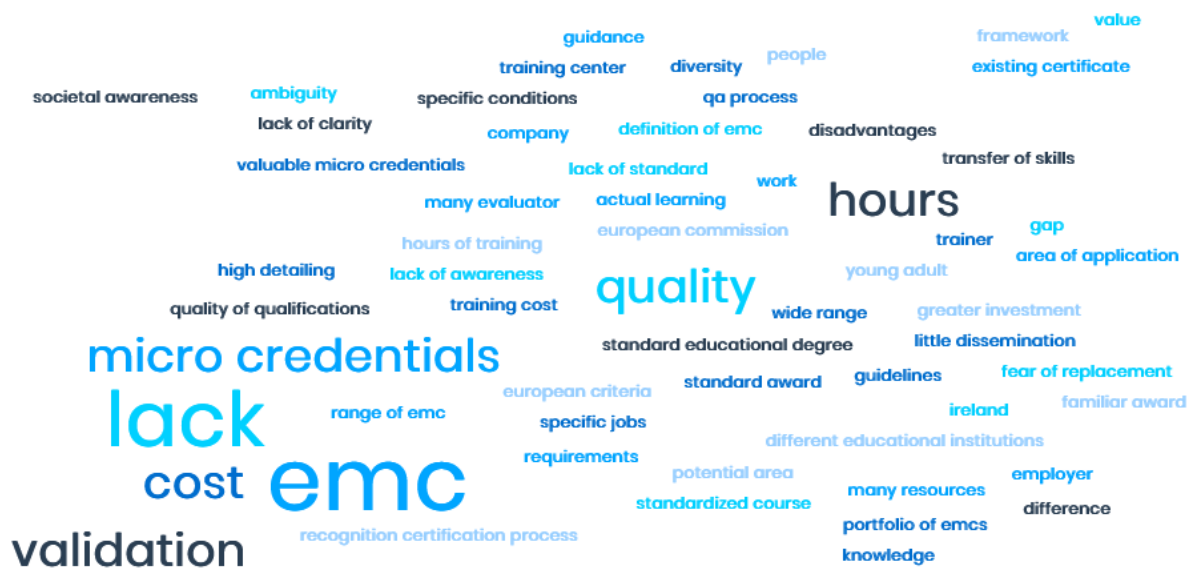 value
guidance
framework
people
training center
diversity
existing certificate
societal awareness
ambiguity
specific conditions
qa process
lack of clarity
company
definition of emc
disadvantages
valuable micro credentials
lack of standard
transfer of skills
work
many evaluator
actual learning
hours
european commission
gap
hours of training
trainer
area of application
high detailing
lack of awareness
quality
young adult
quality of qualifications
training cost
wide range
greater investment
micro credentials
standard educational degree
little dissemination
european criteria
standard award
guidelines
fear of replacement
lack
range of emc
specific jobs
ireland
familiar award
different educational institutions
requirements
cost
emc
potential area
employer
many resources
standardized course
difference
portfolio of emcs
validation
recognition certification process
knowledge